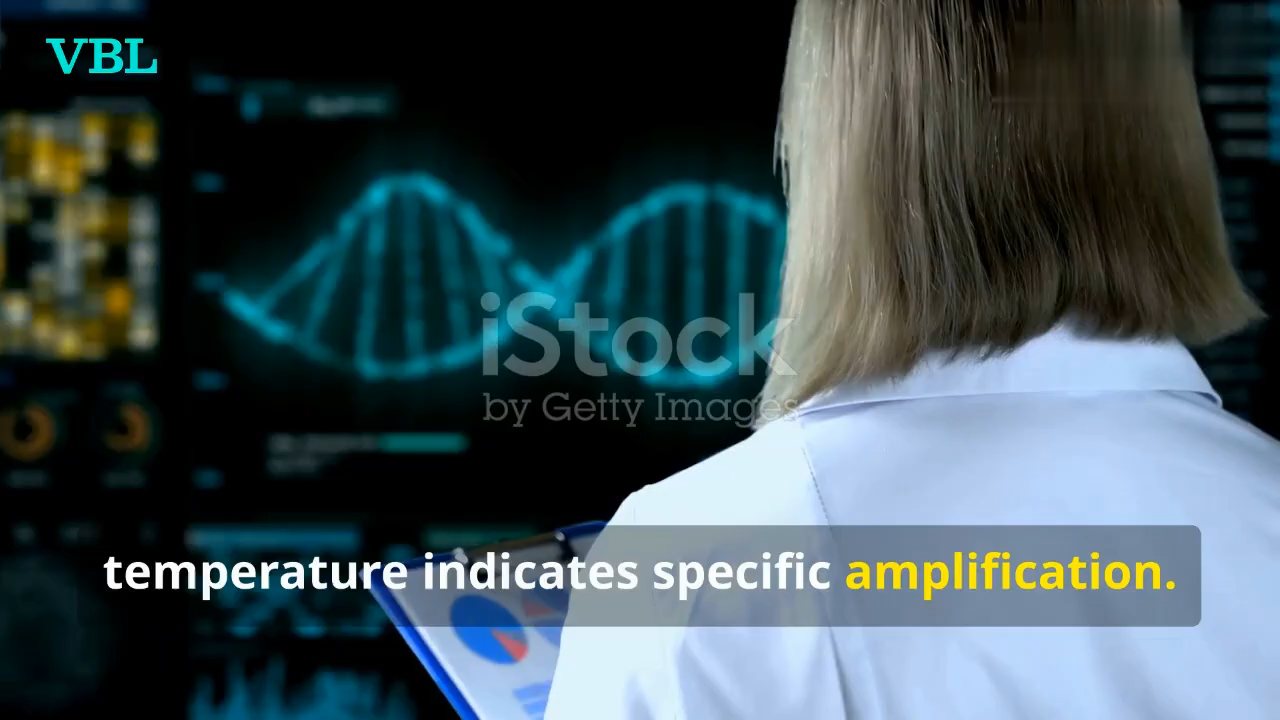 VBL
iStock
by Getty Images
temperature indicates specific amplification.